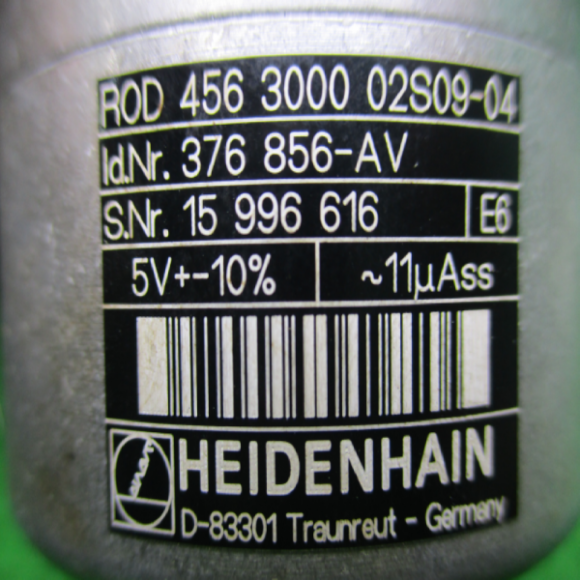 ROD 456 3000 02S09-04
Id.Nr. 376 856-AV
S.Nr. 15 996 616 E6
5V+-10% ~11µAss
HEIDENHAIN
D-83301 Traunreut - Germany